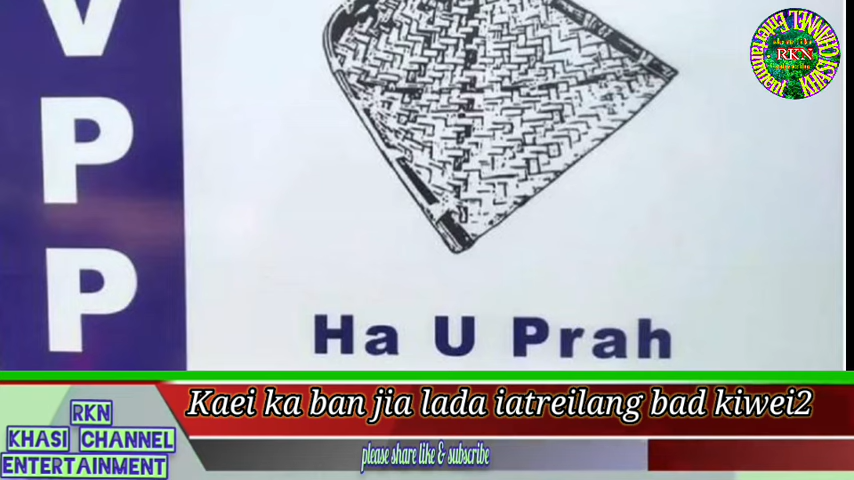 V
P
P
Ha U Prah
RKN
KHASI CHANNEL
Entertainment
Kaei ka ban jia lada iatreilang bad kiwei2
RKN
KHASI CHANNEL
ENTERTAINMENT
please share like & subscribe